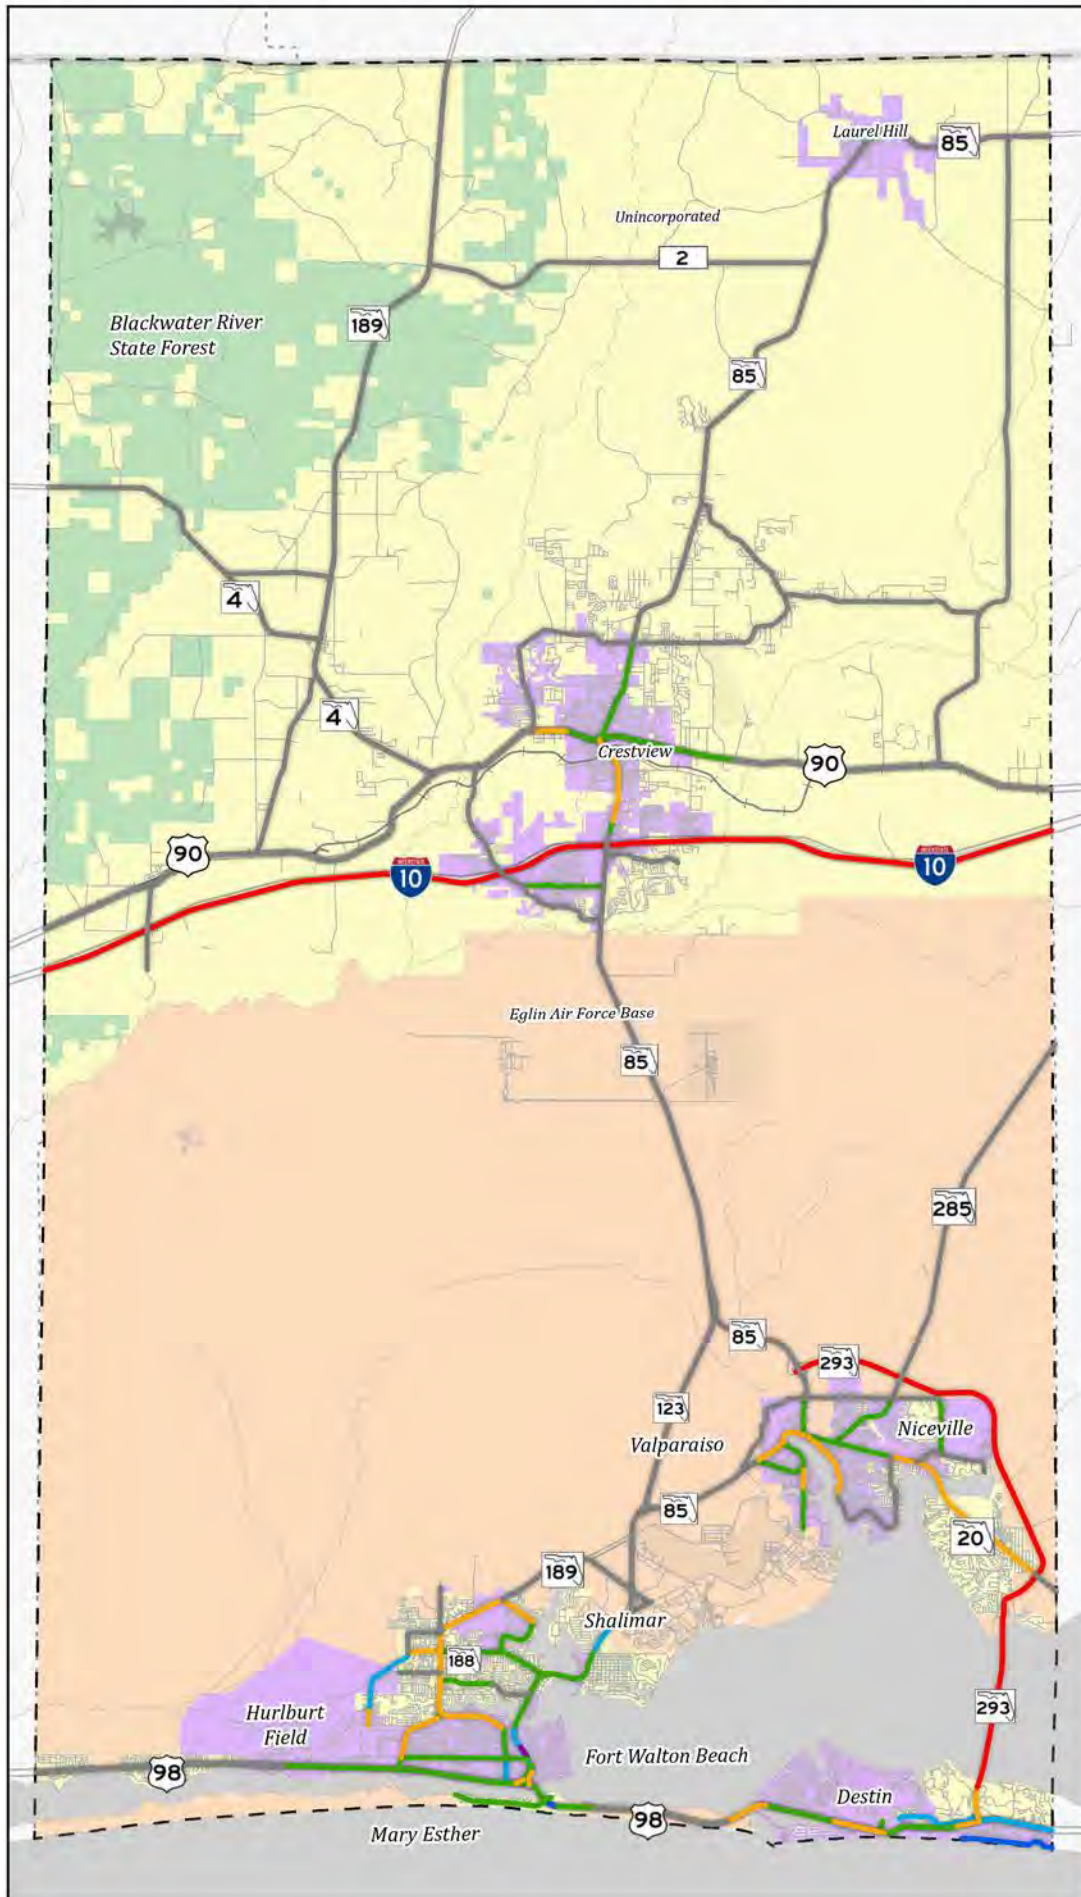 Laurel Hill
85
Unincorporated
2
189
Blackwater River
State Forest
85
4
4
Crestview
90
90
INTERSTATE
10
INTERSTATE
10
Eglin Air Force Base
85
285
85
293
123
Niceville
Valparaiso
85
20
189
Shalimar
188
Hurlburt
Field
293
Fort Walton Beach
98
Destin
98
Mary Esther